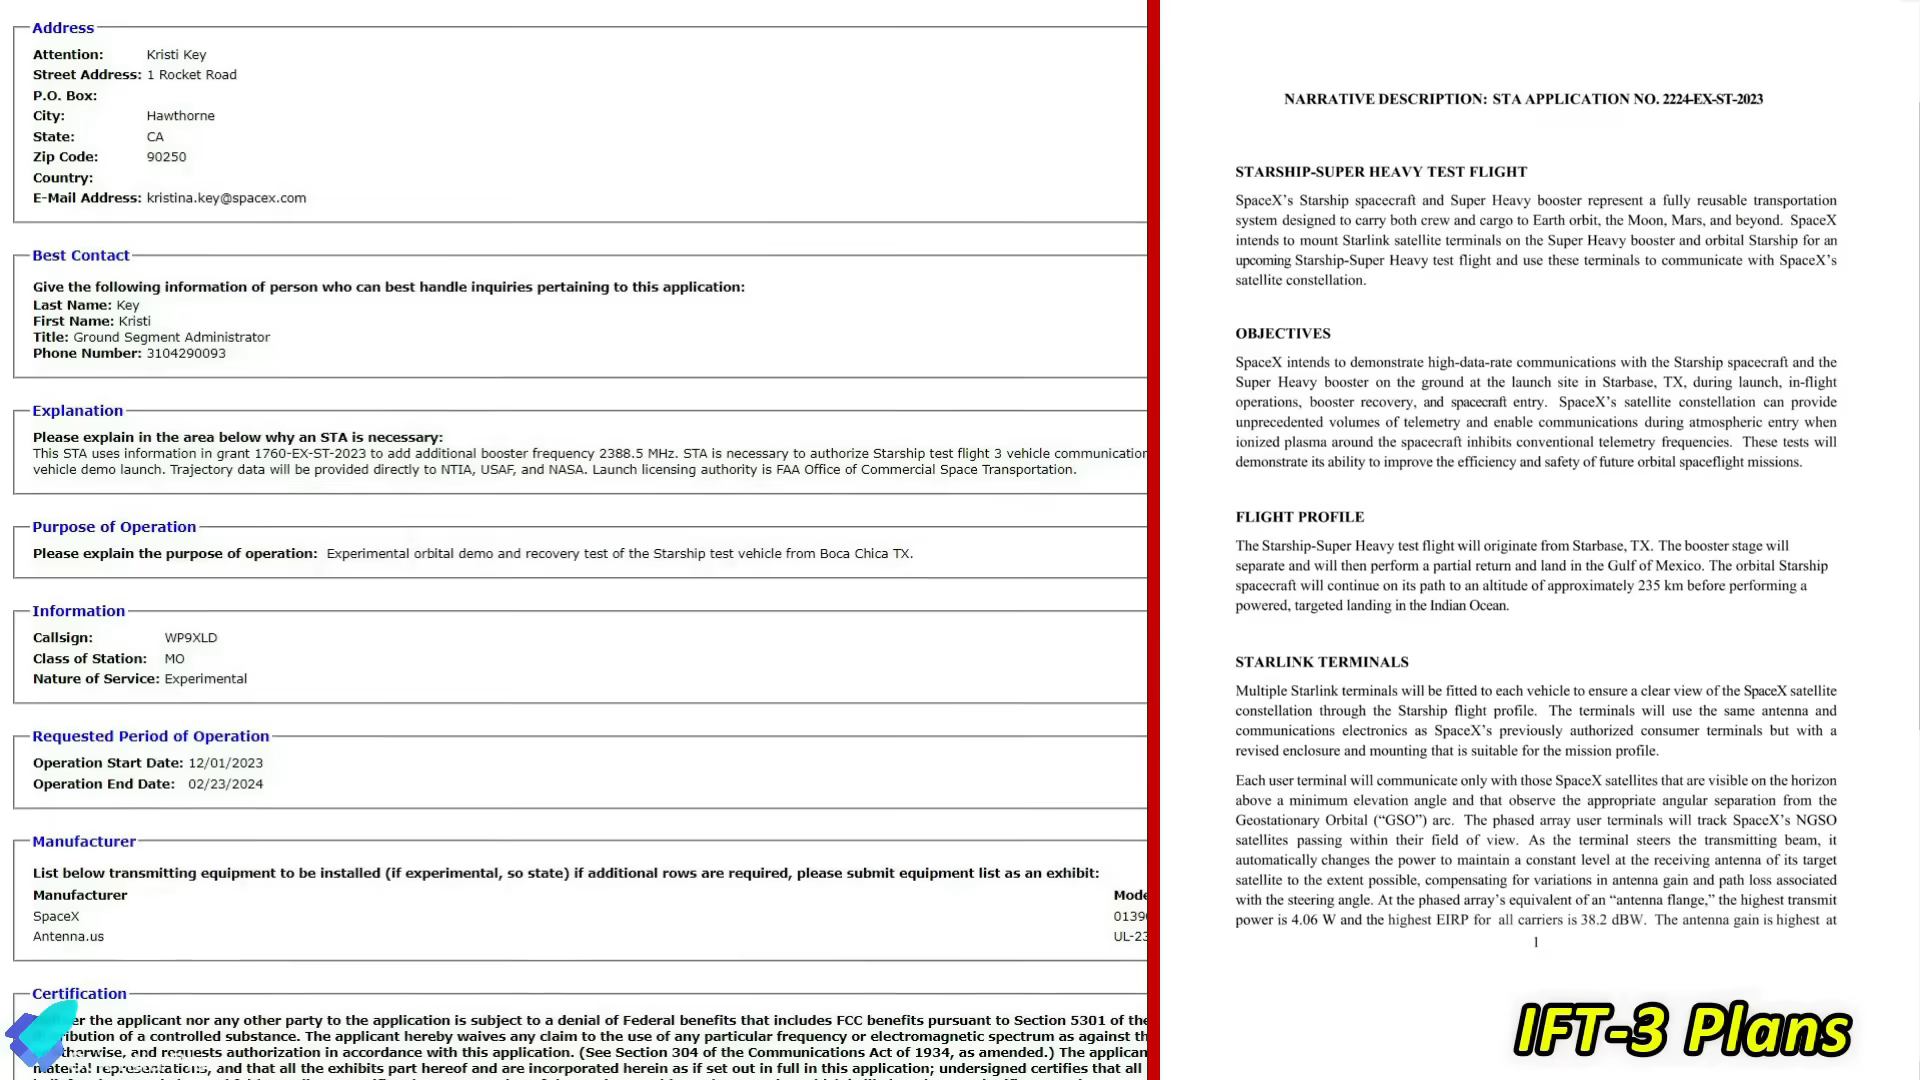 Address
Attention: Kristi Key
Street Address: 1 Rocket Road
P.O. Box:
City: Hawthorne
State: CA
Zip Code: 90250
Country:
E-Mail Address: kristina.key@spacex.com
Best Contact
Give the following information of person who can best handle inquiries pertaining to this application:
Last Name: Key
First Name: Kristi
Title: Ground Segment Administrator
Phone Number: 3104290093
Explanation
Please explain in the area below why an STA is necessary:
This STA uses information in grant 1760-EX-ST-2023 to add additional booster frequency 2388.5 MHz. STA is necessary to authorize Starship test flight 3 vehicle communication
vehicle demo launch. Trajectory data will be provided directly to NTIA, USAF, and NASA. Launch licensing authority is FAA Office of Commercial Space Transportation.
Purpose of Operation
Please explain the purpose of operation: Experimental orbital demo and recovery test of the Starship test vehicle from Boca Chica TX.
Information
Callsign: WP9XLD
Class of Station: MO
Nature of Service: Experimental
Requested Period of Operation
Operation Start Date: 12/01/2023
Operation End Date: 02/23/2024
Manufacturer
List below transmitting equipment to be installed (if experimental, so state) if additional rows are required, please submit equipment list as an exhibit:
Manufacturer Mode
SpaceX 0139
Antenna.us UL-23
Certification
er the applicant nor any other party to the application is subject to a denial of Federal benefits that includes FCC benefits pursuant to Section 5301 of the
ribution of a controlled substance. The applicant hereby waives any claim to the use of any particular frequency or electromagnetic spectrum as against th
therwise, and requests authorization in accordance with this application. (See Section 304 of the Communications Act of 1934, as amended.) The applican
material representations, and that all the exhibits part hereof and are incorporated herein as if set out in full in this application; undersigned certifies that all
NARRATIVE DESCRIPTION: STA APPLICATION NO. 2224-EX-ST-2023
STARSHIP-SUPER HEAVY TEST FLIGHT
SpaceX's Starship spacecraft and Super Heavy booster represent a fully reusable transportation
system designed to carry both crew and cargo to Earth orbit, the Moon, Mars, and beyond. SpaceX
intends to mount Starlink satellite terminals on the Super Heavy booster and orbital Starship for an
upcoming Starship-Super Heavy test flight and use these terminals to communicate with SpaceX's
satellite constellation.
OBJECTIVES
SpaceX intends to demonstrate high-data-rate communications with the Starship spacecraft and the
Super Heavy booster on the ground at the launch site in Starbase, TX, during launch, in-flight
operations, booster recovery, and spacecraft entry. SpaceX's satellite constellation can provide
unprecedented volumes of telemetry and enable communications during atmospheric entry when
ionized plasma around the spacecraft inhibits conventional telemetry frequencies. These tests will
demonstrate its ability to improve the efficiency and safety of future orbital spaceflight missions.
FLIGHT PROFILE
The Starship-Super Heavy test flight will originate from Starbase, TX. The booster stage will
separate and will then perform a partial return and land in the Gulf of Mexico. The orbital Starship
spacecraft will continue on its path to an altitude of approximately 235 km before performing a
powered, targeted landing in the Indian Ocean.
STARLINK TERMINALS
Multiple Starlink terminals will be fitted to each vehicle to ensure a clear view of the SpaceX satellite
constellation through the Starship flight profile. The terminals will use the same antenna and
communications electronics as SpaceX's previously authorized consumer terminals but with a
revised enclosure and mounting that is suitable for the mission profile.
Each user terminal will communicate only with those SpaceX satellites that are visible on the horizon
above a minimum elevation angle and that observe the appropriate angular separation from the
Geostationary Orbital (“GSO”) arc. The phased array user terminals will track SpaceX's NGSO
satellites passing within their field of view. As the terminal steers the transmitting beam, it
automatically changes the power to maintain a constant level at the receiving antenna of its target
satellite to the extent possible, compensating for variations in antenna gain and path loss associated
with the steering angle. At the phased array's equivalent of an “antenna flange,” the highest transmit
power is 4.06 W and the highest EIRP for all carriers is 38.2 dBW. The antenna gain is highest at
1
IFT-3 Plans